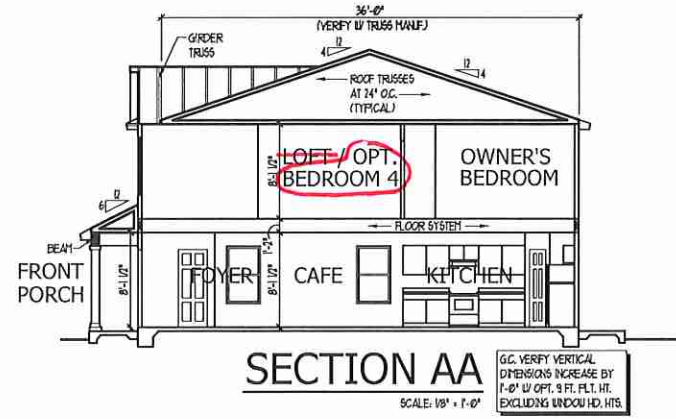 36'-0"
(VERIFY W/ TRUSS MANUF.)
GIRDER
TRUSS
12
4
12
4
ROOF TRUSSES
AT 24" O.C.
(TYPICAL)
8'-1 1/2"
LOFT / OPT.
BEDROOM 4
OWNER'S
BEDROOM
12
6
FLOOR SYSTEM
1'-2"
BEAM
FRONT
PORCH
8'-1 1/2"
FOYER
8'-1 1/2"
CAFE
KITCHEN
SECTION AA
SCALE: 1/8" = 1'-0"
G.C. VERIFY VERTICAL
DIMENSIONS INCREASE BY
1'-0" W/ OPT. 9 FT. PLT. HT.
EXCLUDING WINDOW HD. HTS.